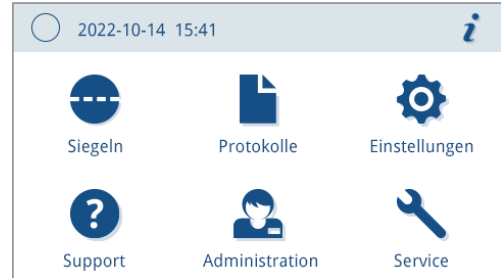 2022-10-14 15:41 i
Siegeln Protokolle Einstellungen
? Support Administration Service